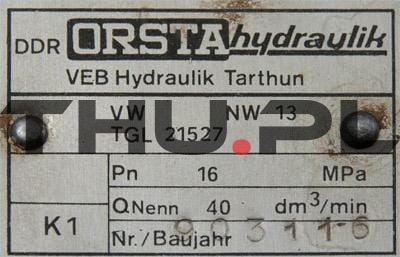 DDR ORSTA hydraulik
VEB Hydraulik Tarthun
VW NW 13
TGL 21527
THU.PL
Pn 16 MPa
QNenn 40 dm³/min
K1
Nr./Baujahr 903116